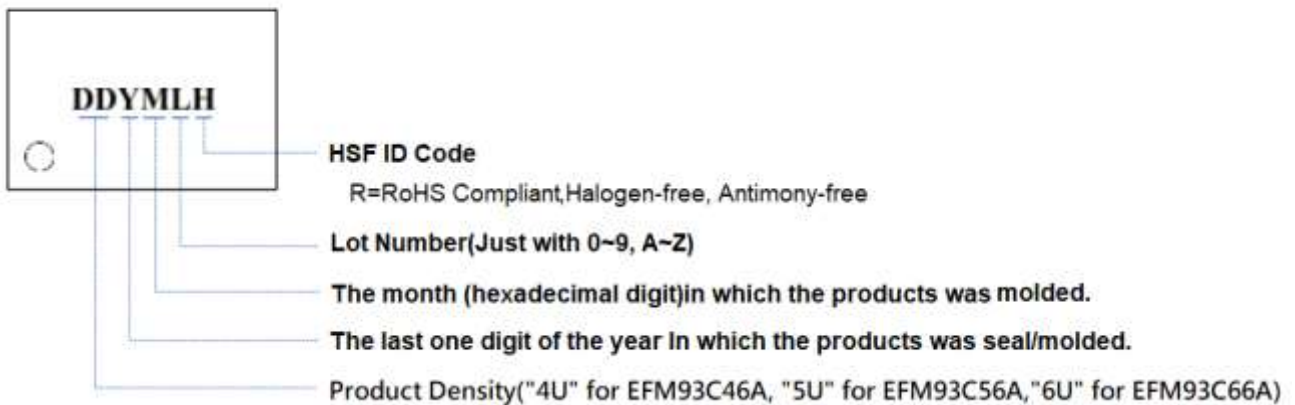 DDYMLH
HSF ID Code
R=RoHS Compliant,Halogen-free, Antimony-free
Lot Number(Just with 0~9, A~Z)
The month (hexadecimal digit)in which the products was molded.
The last one digit of the year In which the products was seal/molded.
Product Density("4U" for EFM93C46A, "5U" for EFM93C56A,"6U" for EFM93C66A)